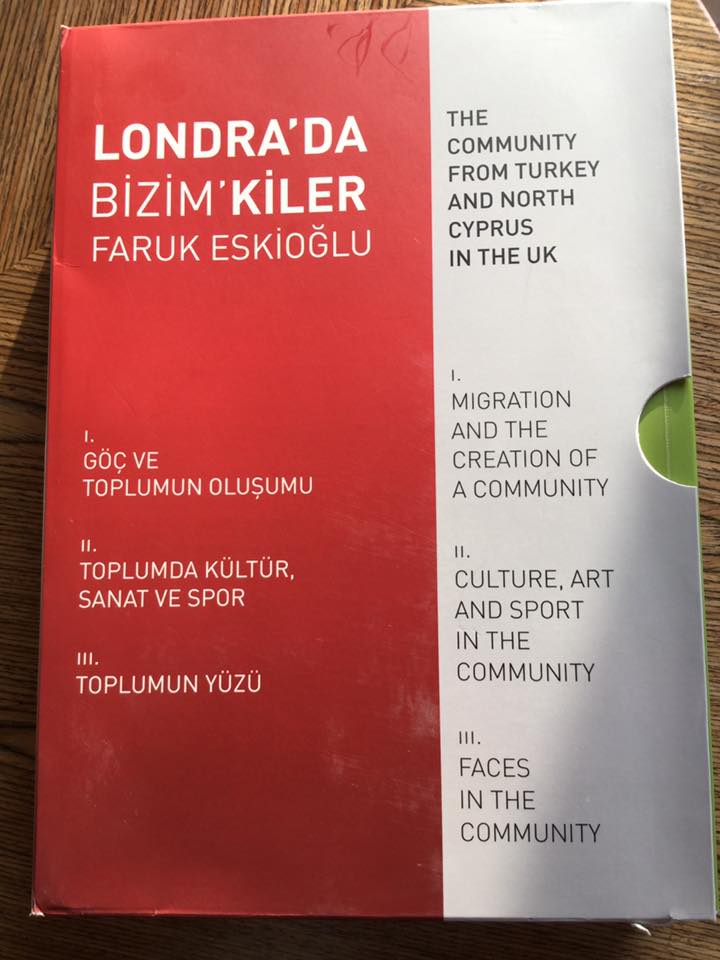 LONDRA'DA
BİZİM'KİLER
FARUK ESKİOĞLU
I.
GÖÇ VE
TOPLUMUN OLUŞUMU
II.
TOPLUMDA KÜLTÜR,
SANAT VE SPOR
III.
TOPLUMUN YÜZÜ
THE
COMMUNITY
FROM TURKEY
AND NORTH
CYPRUS
IN THE UK
I.
MIGRATION
AND THE
CREATION OF
A COMMUNITY
II.
CULTURE, ART
AND SPORT
IN THE
COMMUNITY
III.
FACES
IN THE
COMMUNITY